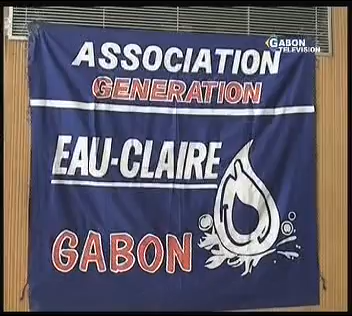 GABON
TELEVISION
ASSOCIATION
GENERATION
EAU-CLAIRE
GABON